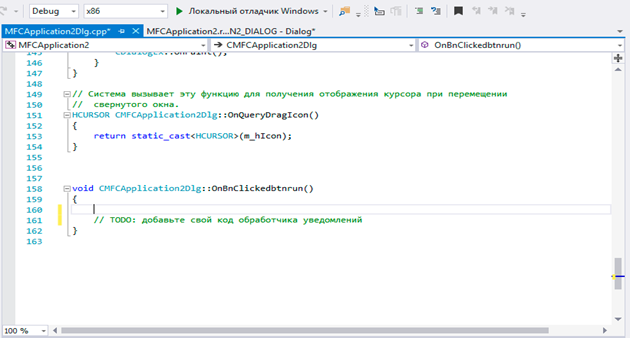 Debug x86 Локальный отладчик Windows
MFCApplication2Dlg.cpp* MFCApplication2.r...N2_DIALOG - Dialog*
MFCApplication2 CMFCApplication2Dlg OnBnClickedbtnrun()
145 CDialogEx::OnPaint();
146 }
147 }
148
149 // Система вызывает эту функцию для получения отображения курсора при перемещении
150 // свернутого окна.
151 HCURSOR CMFCApplication2Dlg::OnQueryDragIcon()
152 {
153 return static_cast<HCURSOR>(m_hIcon);
154 }
155
156
157
158 void CMFCApplication2Dlg::OnBnClickedbtnrun()
159 {
160
161 // TODO: добавьте свой код обработчика уведомлений
162 }
163
100 %